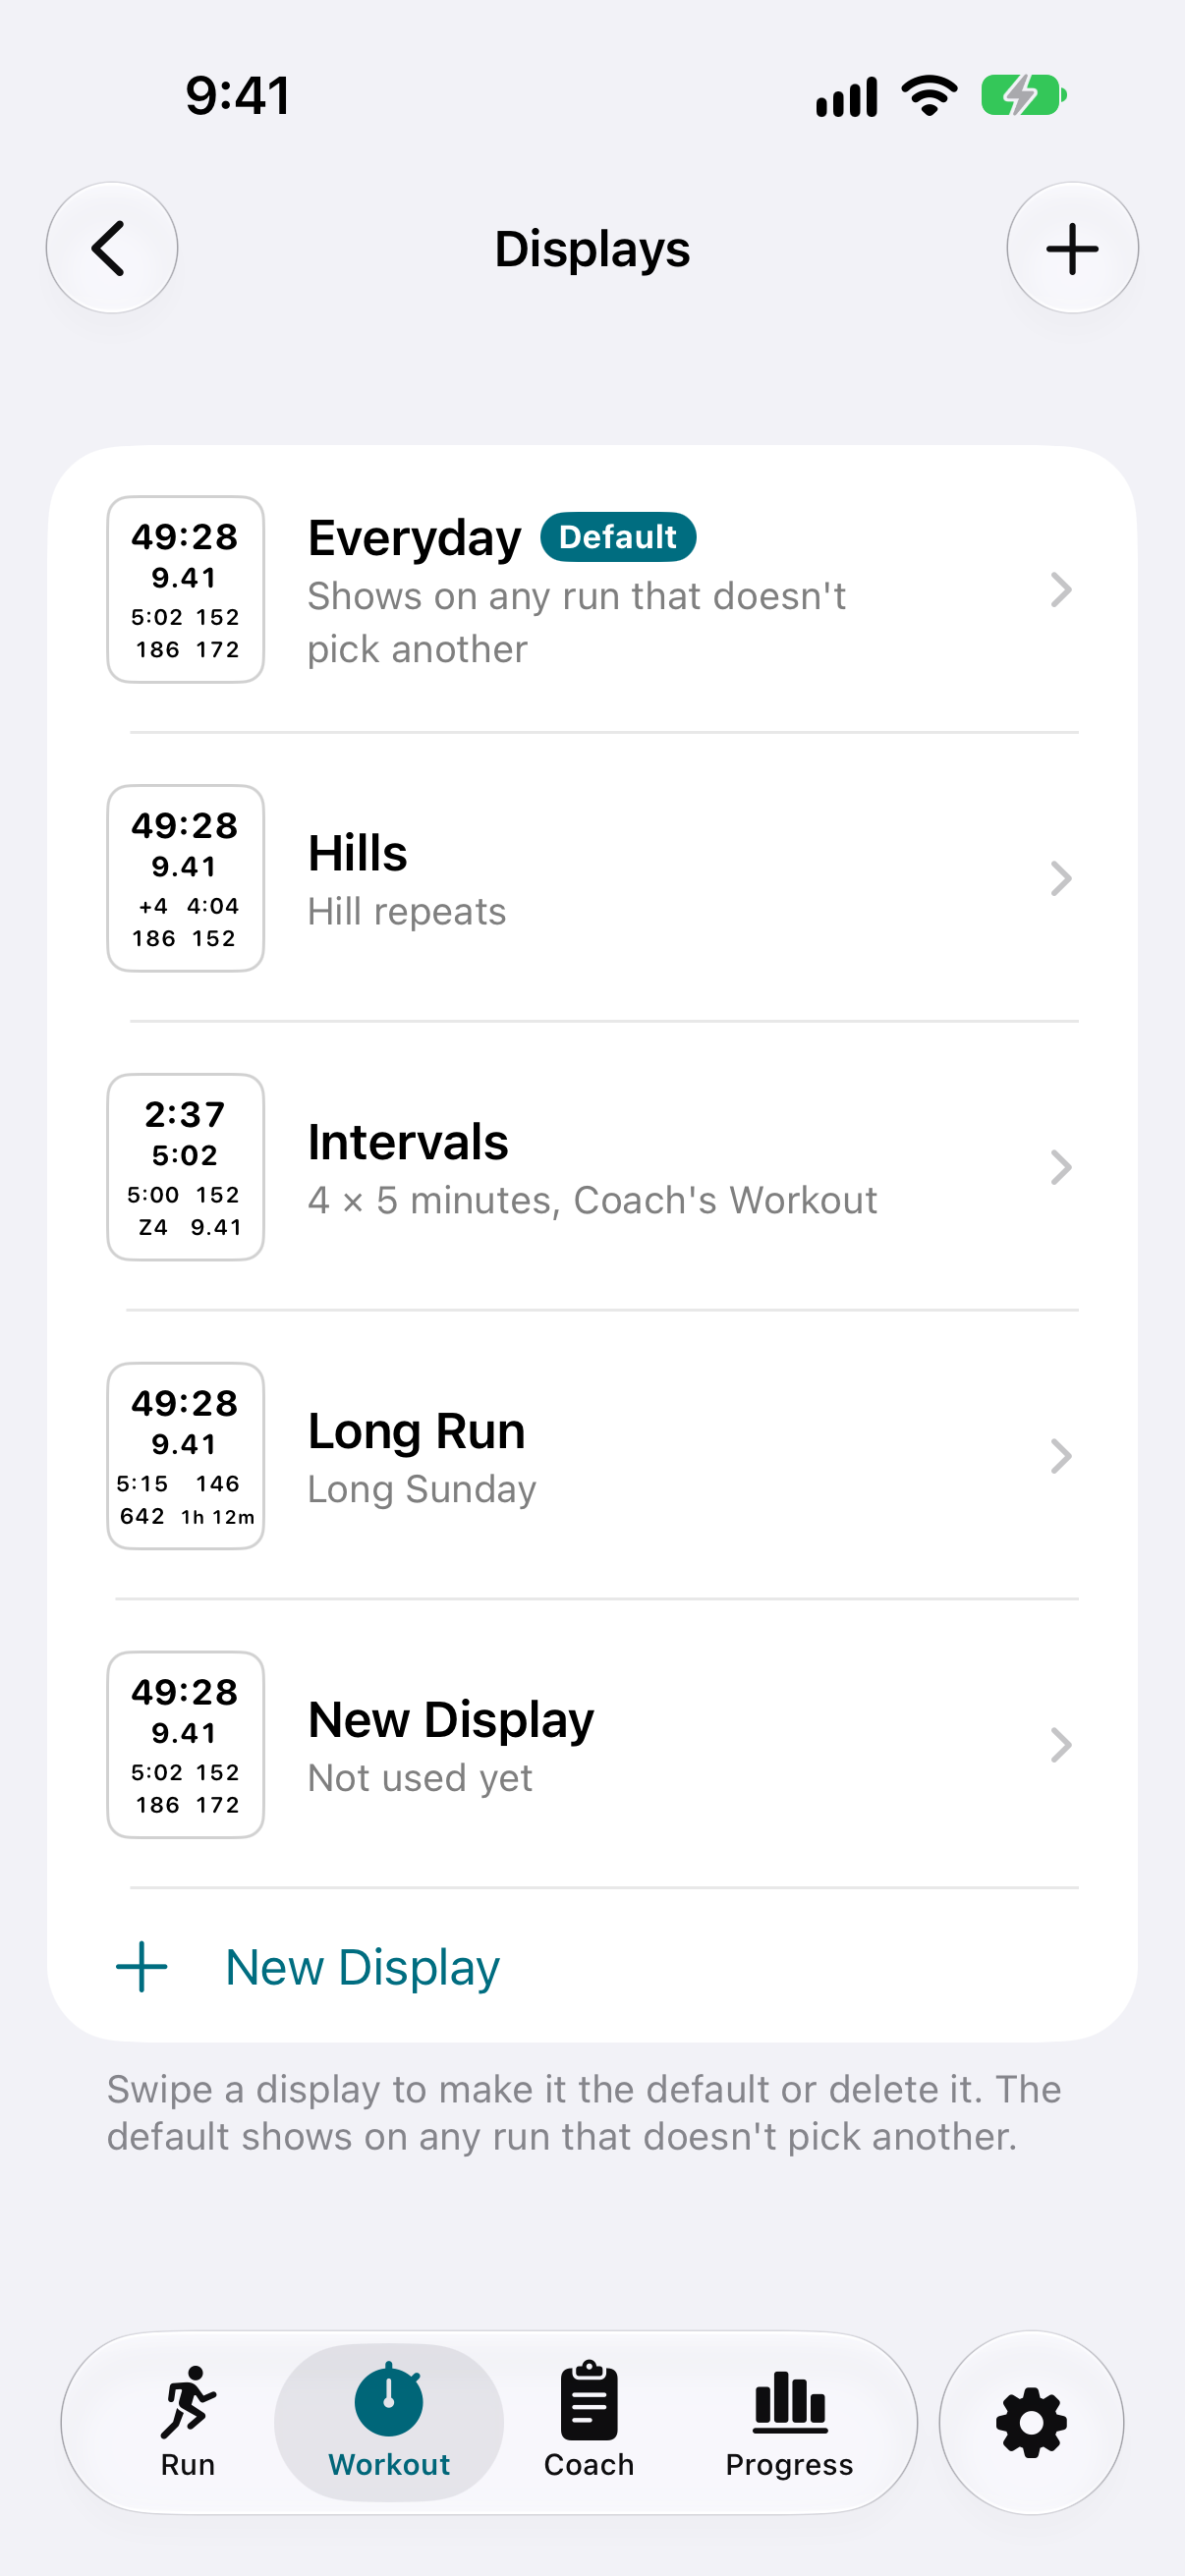 9:41
Displays
49:28
9.41
5:02 152
186 172
Everyday Default
Shows on any run that doesn't
pick another
49:28
9.41
+4 4:04
186 152
Hills
Hill repeats
2:37
5:02
5:00 152
Z4 9.41
Intervals
4 × 5 minutes, Coach's Workout
49:28
9.41
5:15 146
642 1h 12m
Long Run
Long Sunday
49:28
9.41
5:02 152
186 172
New Display
Not used yet
New Display
Swipe a display to make it the default or delete it. The
default shows on any run that doesn't pick another.
Run Workout Coach Progress